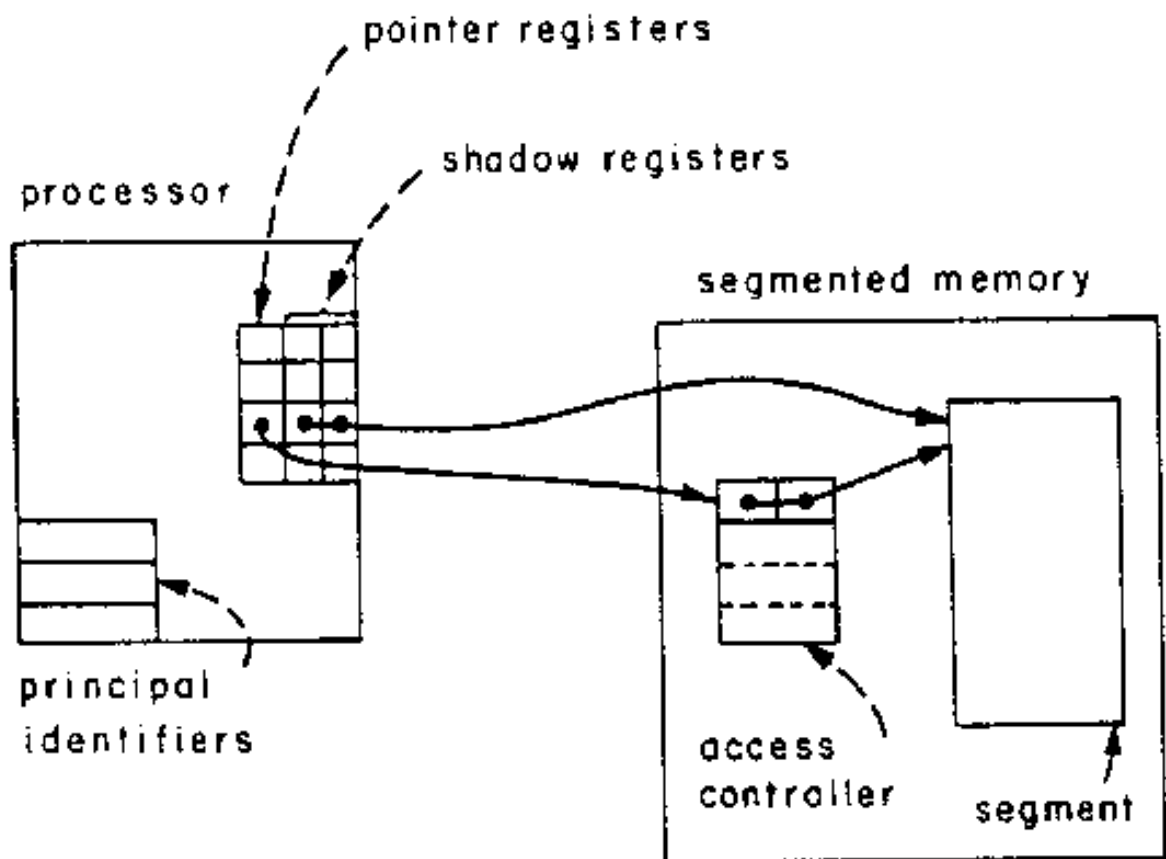 pointer registers
shadow registers
processor
segmented memory
principal
identifiers
access
controller
segment